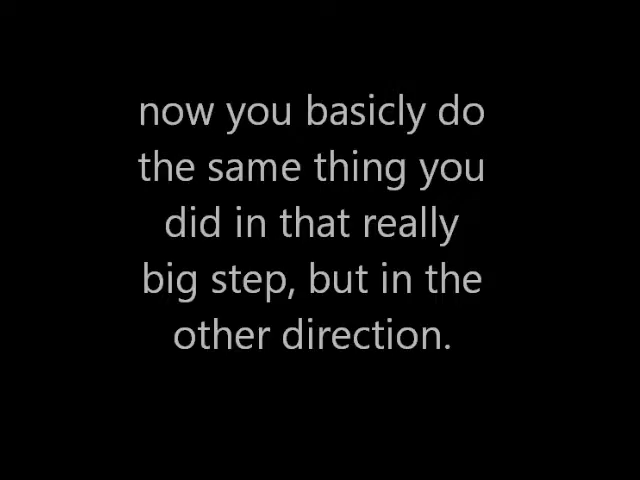 now you basicly do
the same thing you
did in that really
big step, but in the
other direction.